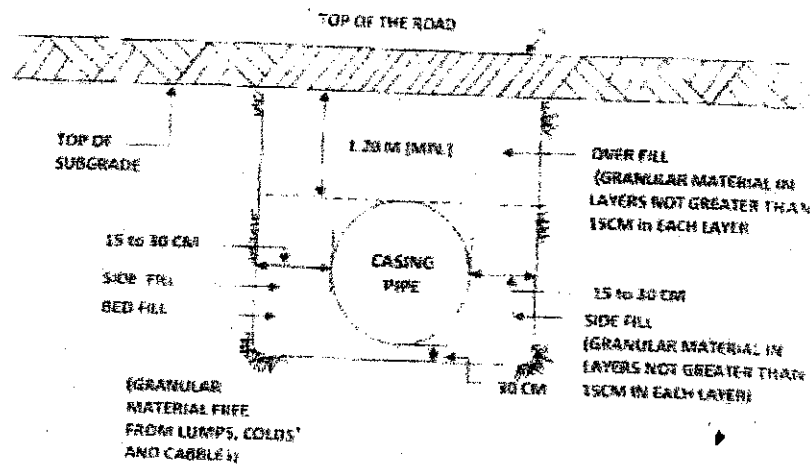 TOP OF THE ROAD
TOP OF
SUBGRADE
1.20 M [MIN.]
OVER FILL
(GRANULAR MATERIAL IN
LAYERS NOT GREATER THAN
15CM in EACH LAYER
15 to 30 CM
SIDE FILL
BED FILL
CASING
PIPE
15 to 30 CM
SIDE FILL
(GRANULAR MATERIAL IN
LAYERS NOT GREATER THAN
15CM IN EACH LAYER)
30 CM
(GRANULAR
MATERIAL FREE
FROM LUMPS, COLDS'
AND CABBLES)